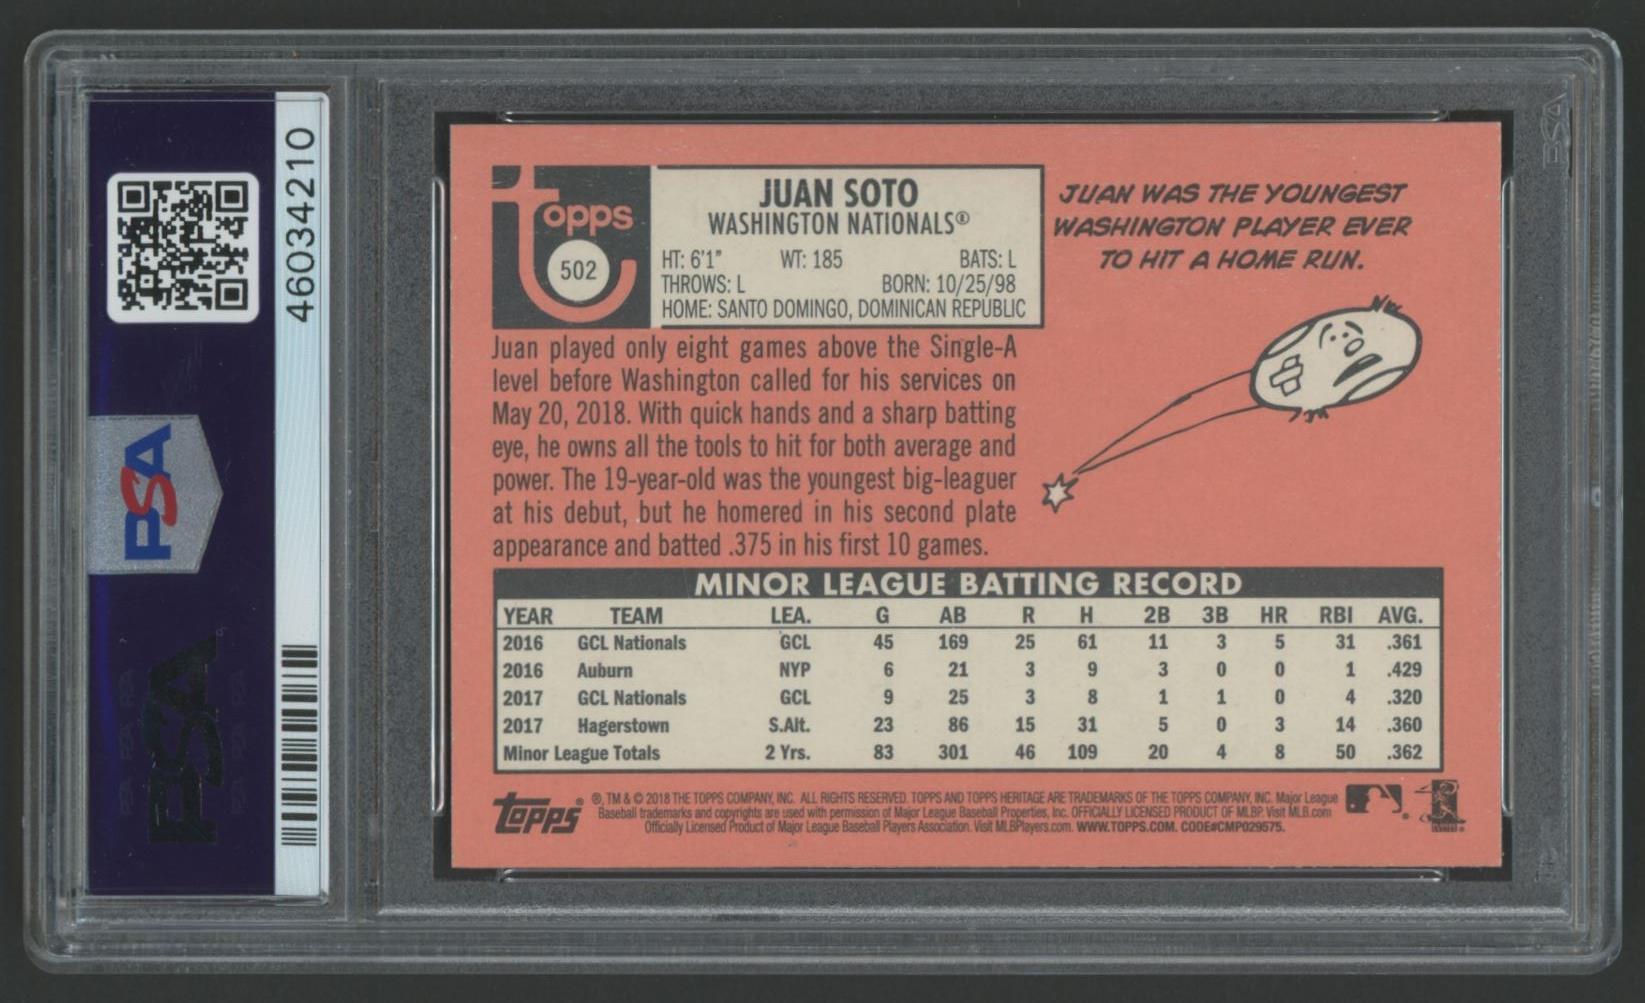 46034210
PSA
PSA
topps
502
JUAN SOTO
WASHINGTON NATIONALS®
HT: 6'1" WT: 185 BATS: L
THROWS: L BORN: 10/25/98
HOME: SANTO DOMINGO, DOMINICAN REPUBLIC
JUAN WAS THE YOUNGEST
WASHINGTON PLAYER EVER
TO HIT A HOME RUN.
Juan played only eight games above the Single-A
level before Washington called for his services on
May 20, 2018. With quick hands and a sharp batting
eye, he owns all the tools to hit for both average and
power. The 19-year-old was the youngest big-leaguer
at his debut, but he homered in his second plate
appearance and batted .375 in his first 10 games.
MINOR LEAGUE BATTING RECORD
YEAR TEAM LEA. G AB R H 2B 3B HR RBI AVG.
2016 GCL Nationals GCL 45 169 25 61 11 3 5 31 .361
2016 Auburn NYP 6 21 3 9 3 0 0 1 .429
2017 GCL Nationals GCL 9 25 3 8 1 1 0 4 .320
2017 Hagerstown S.Alt. 23 86 15 31 5 0 3 14 .360
Minor League Totals 2 Yrs. 83 301 46 109 20 4 8 50 .362
topps® ®, TM & © 2018 THE TOPPS COMPANY, INC. ALL RIGHTS RESERVED. TOPPS AND TOPPS HERITAGE ARE TRADEMARKS OF THE TOPPS COMPANY, INC. Major League
Baseball trademarks and copyrights are used with permission of Major League Baseball Properties, Inc. OFFICIALLY LICENSED PRODUCT OF MLBP. Visit MLB.com
Officially Licensed Product of Major League Baseball Players Association. Visit MLBPlayers.com. WWW.TOPPS.COM. CODE#CMP029575.
PSA